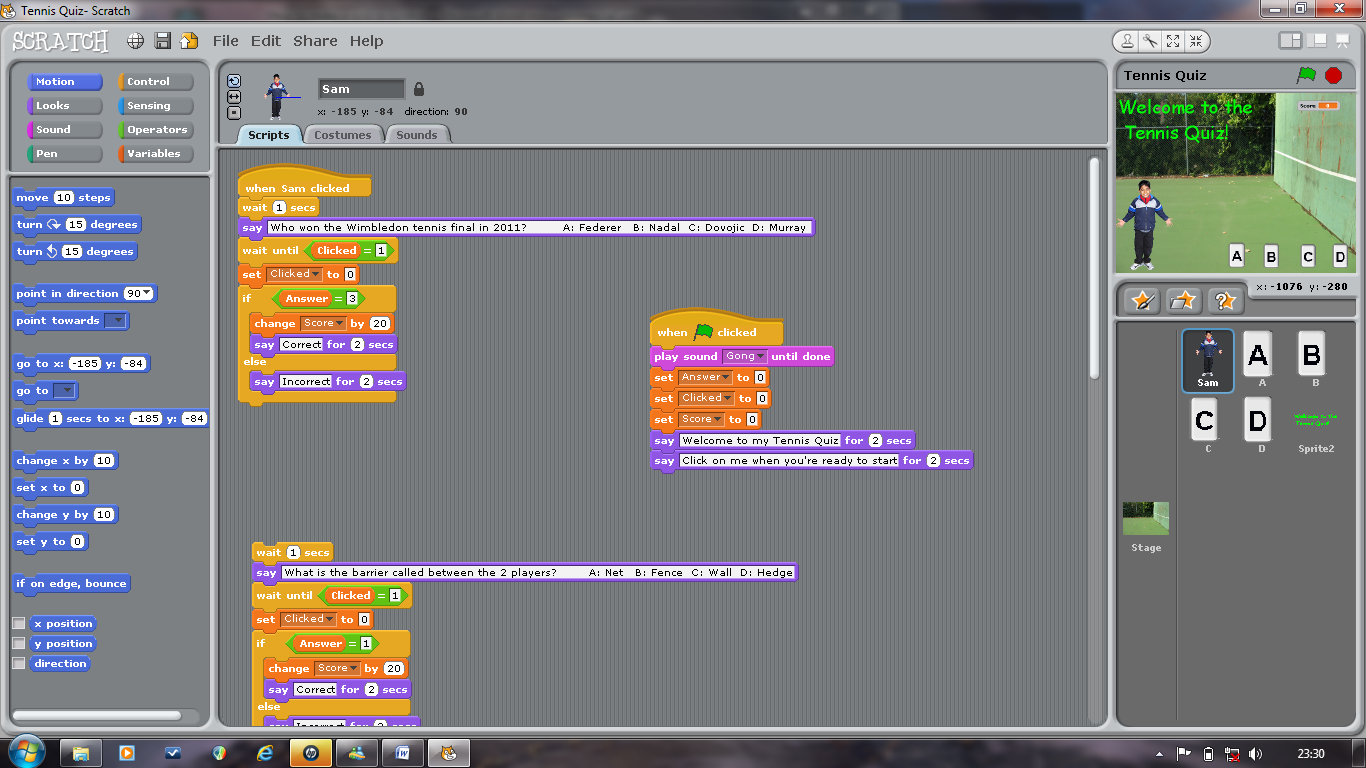 Tennis Quiz- Scratch
SCRATCH File Edit Share Help
Motion Control
Looks Sensing
Sound Operators
Pen Variables
move 10 steps
turn 15 degrees
turn 15 degrees
point in direction 90
point towards
go to x: -185 y: -84
go to
glide 1 secs to x: -185 y: -84
change x by 10
set x to 0
change y by 10
set y to 0
if on edge, bounce
x position
y position
direction
Sam
x: -185 y: -84 direction: 90
Scripts Costumes Sounds
when Sam clicked
wait 1 secs
say Who won the Wimbledon tennis final in 2011? A: Federer B: Nadal C: Dovojic D: Murray
wait until Clicked = 1
set Clicked to 0
if Answer = 3
change Score by 20
say Correct for 2 secs
else
say Incorrect for 2 secs
when clicked
play sound Gong until done
set Answer to 0
set Clicked to 0
set Score to 0
say Welcome to my Tennis Quiz for 2 secs
say Click on me when you're ready to start for 2 secs
wait 1 secs
say What is the barrier called between the 2 players? A: Net B: Fence C: Wall D: Hedge
wait until Clicked = 1
set Clicked to 0
if Answer = 1
change Score by 20
say Correct for 2 secs
else
say Incorrect for 2 secs
Tennis Quiz
Welcome to the
Tennis Quiz!
Score
A B C D
x: -1076 y: -280
A B
Sam A B
C D Welcome to the
Tennis Quiz!
C D Sprite2
Stage
hp W
23:30